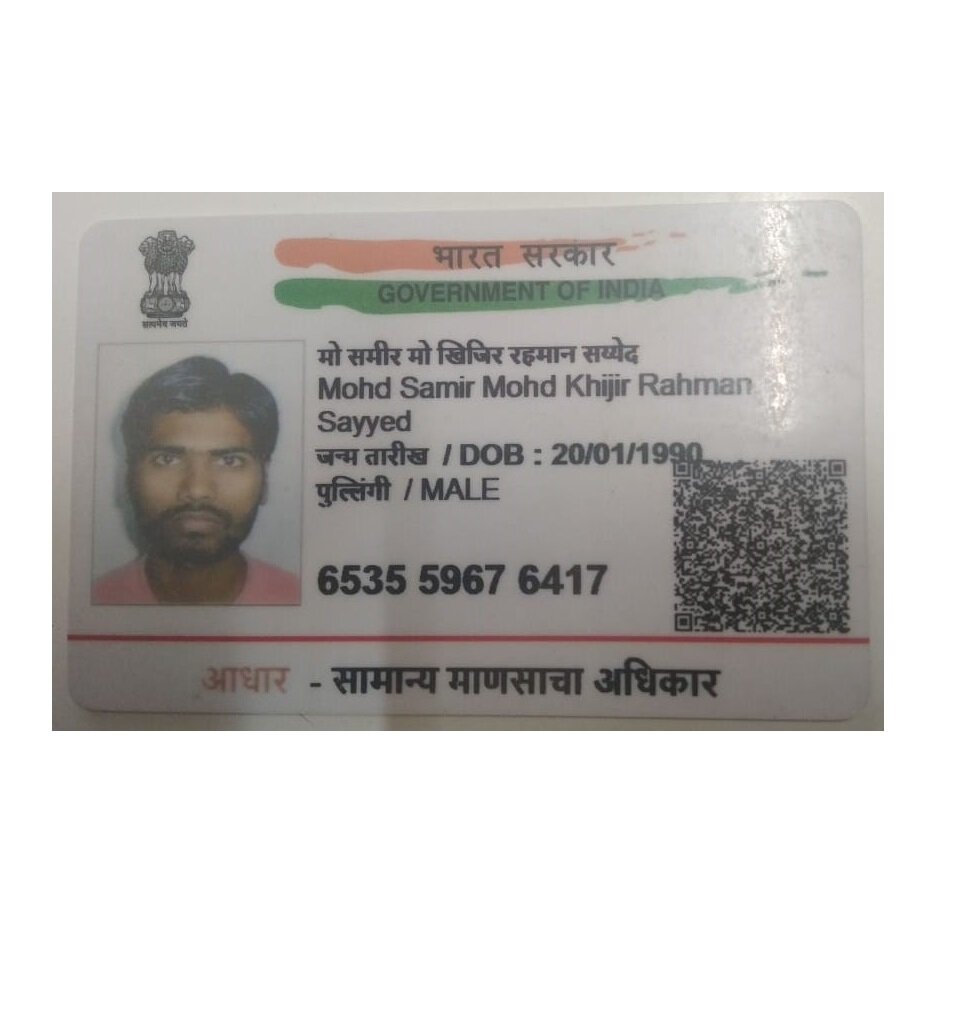 सत्यमेव जयते
भारत सरकार
GOVERNMENT OF INDIA
मो समीर मो खिजिर रहमान सय्येद
Mohd Samir Mohd Khijir Rahman
Sayyed
जन्म तारीख / DOB : 20/01/1990
पुल्लिंगी / MALE
6535 5967 6417
आधार - सामान्य माणसाचा अधिकार